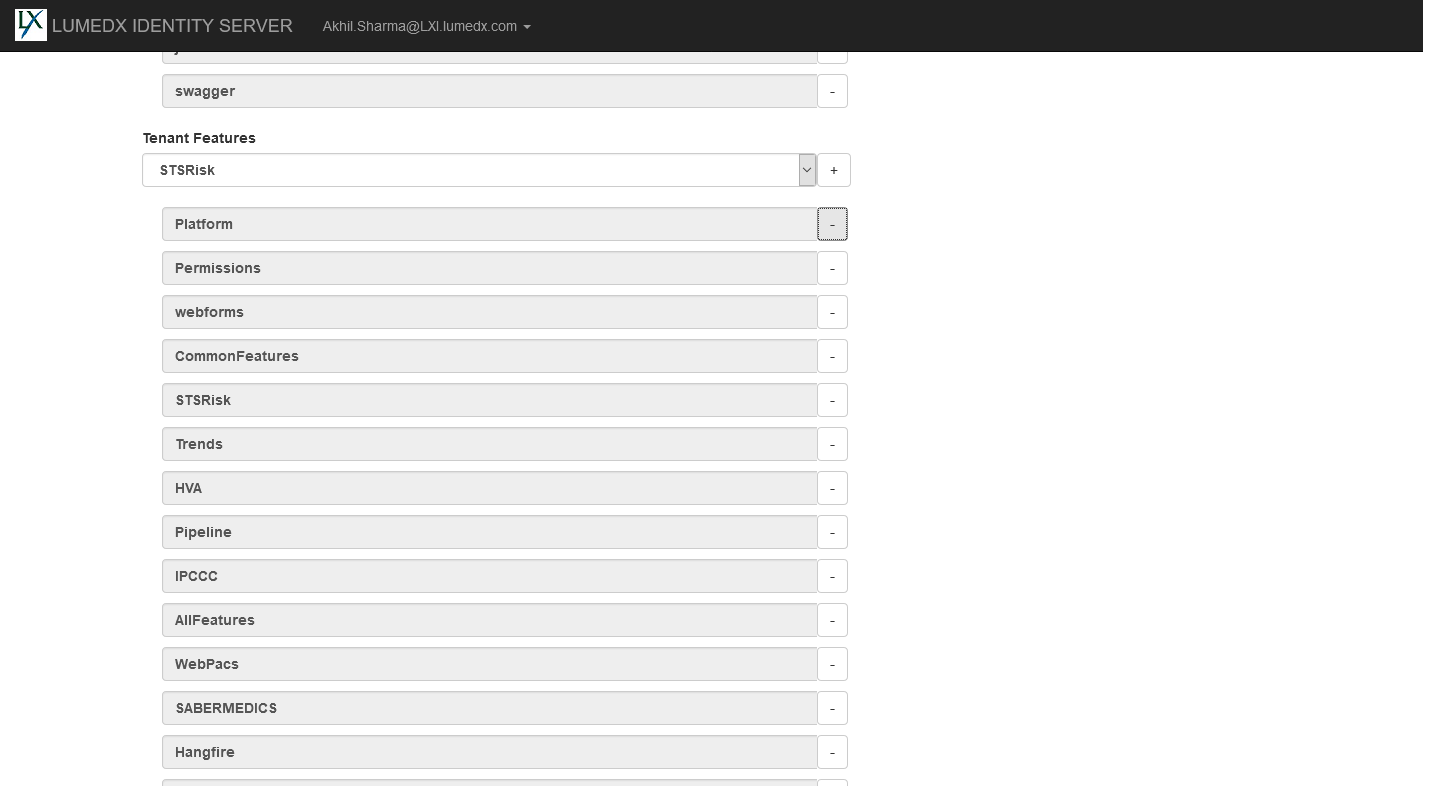 LX LUMEDX IDENTITY SERVER Akhil.Sharma@LXI.lumedx.com
swagger -
Tenant Features
STSRisk +
Platform -
Permissions -
webforms -
CommonFeatures -
STSRisk -
Trends -
HVA -
Pipeline -
IPCCC -
AllFeatures -
WebPacs -
SABERMEDICS -
Hangfire -